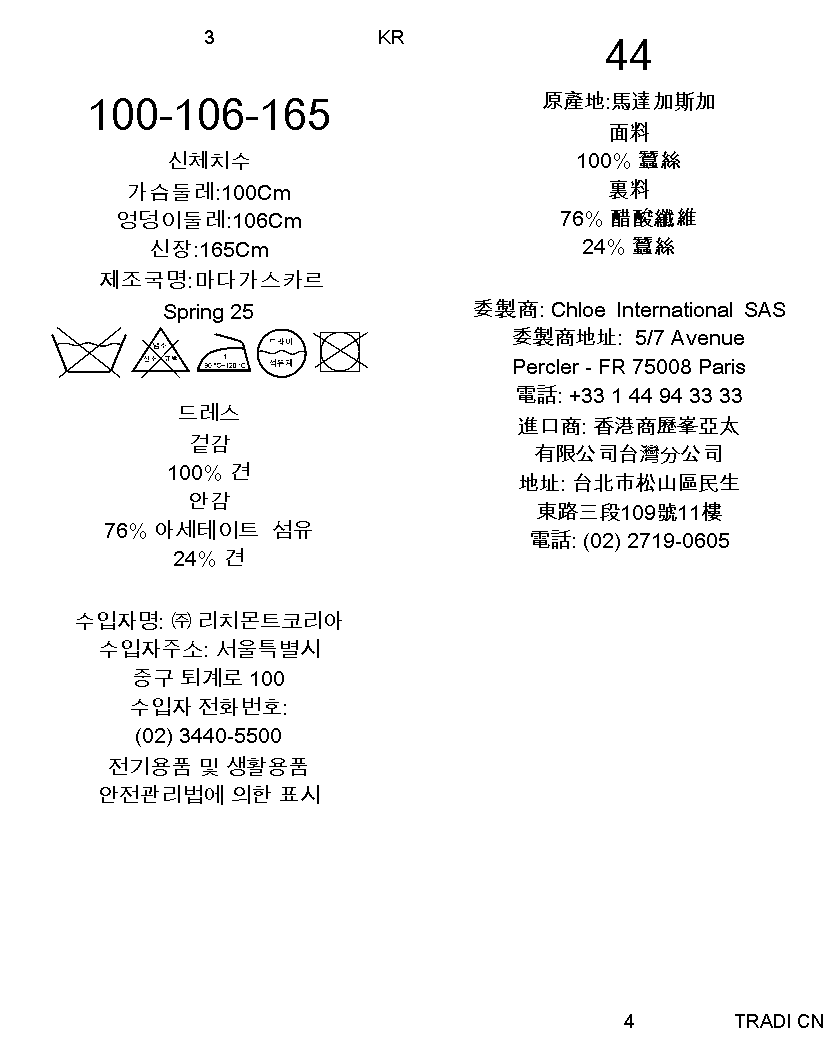 3
KR
100-106-165
신체치수
가슴둘레:100Cm
엉덩이둘레:106Cm
신장:165Cm
제조국명:마다가스카르
Spring 25
염소
산소 표백
1
80 ℃~120 ℃
드라이
석유계
드레스
겉감
100% 견
안감
76% 아세테이트 섬유
24% 견
수입자명: ㈜ 리치몬트코리아
수입자주소: 서울특별시
중구 퇴계로 100
수입자 전화번호:
(02) 3440-5500
전기용품 및 생활용품
안전관리법에 의한 표시
44
原產地:馬達加斯加
面料
100% 蠶絲
裏料
76% 醋酸纖維
24% 蠶絲
委製商: Chloe International SAS
委製商地址: 5/7 Avenue
Percler - FR 75008 Paris
電話: +33 1 44 94 33 33
進口商: 香港商歷峯亞太
有限公司台灣分公司
地址: 台北市松山區民生
東路三段109號11樓
電話: (02) 2719-0605
4
TRADI CN